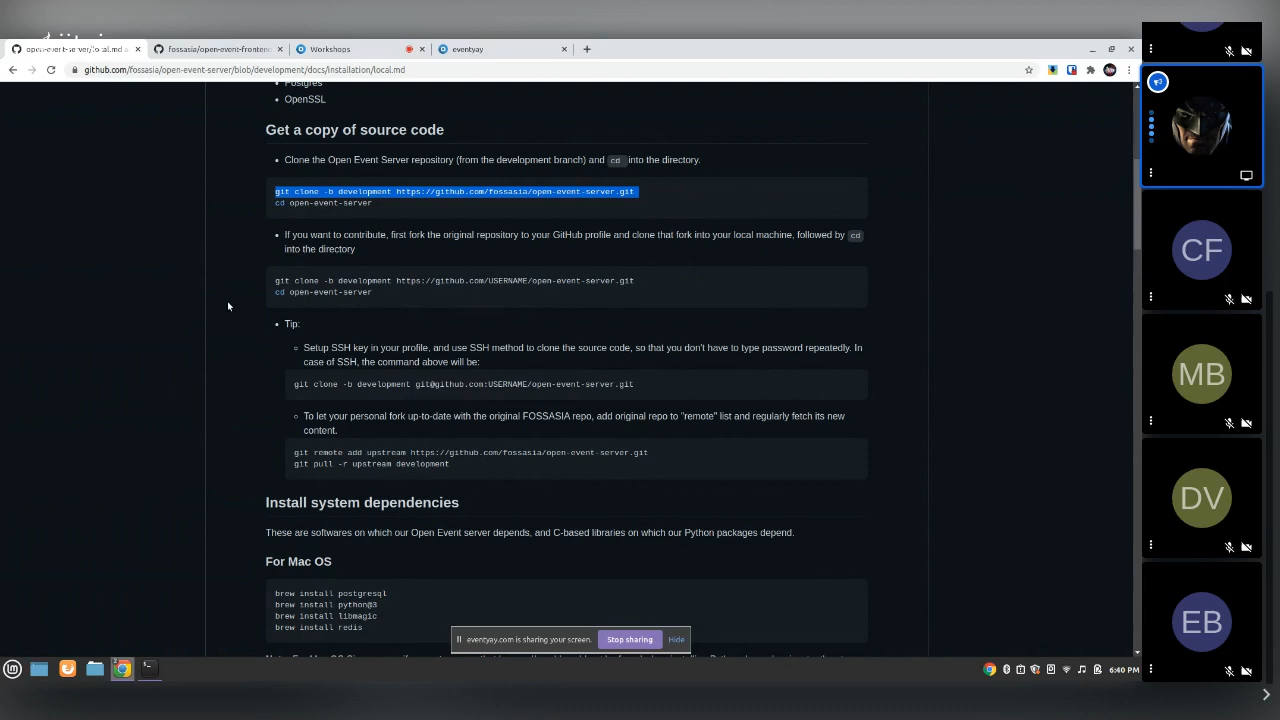 open-event-server/local.md a
fossasia/open-event-fronten
Workshops
eventyay
github.com/fossasia/open-event-server/blob/development/docs/installation/local.md
Postgres
OpenSSL
Get a copy of source code
Clone the Open Event Server repository (from the development branch) and cd into the directory.
git clone -b development https://github.com/fossasia/open-event-server.git
cd open-event-server
If you want to contribute, first fork the original repository to your GitHub profile and clone that fork into your local machine, followed by cd
into the directory
git clone -b development https://github.com/USERNAME/open-event-server.git
cd open-event-server
Tip:
Setup SSH key in your profile, and use SSH method to clone the source code, so that you don't have to type password repeatedly. In
case of SSH, the command above will be:
git clone -b development git@github.com:USERNAME/open-event-server.git
To let your personal fork up-to-date with the original FOSSASIA repo, add original repo to "remote" list and regularly fetch its new
content.
git remote add upstream https://github.com/fossasia/open-event-server.git
git pull -r upstream development
Install system dependencies
These are softwares on which our Open Event server depends, and C-based libraries on which our Python packages depend.
For Mac OS
brew install postgresql
brew install python@3
brew install libmagic
brew install redis
eventyay.com is sharing your screen.
Stop sharing
Hide
6:40 PM
CF
MB
DV
EB